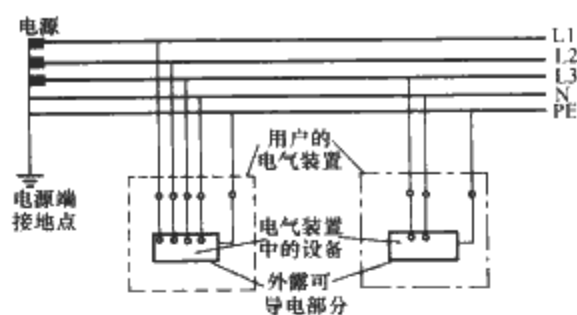 电源
L1
L2
L3
N
PE
用户的
电气装置
电源端
接地点
电气装置
中的设备
外露可
导电部分